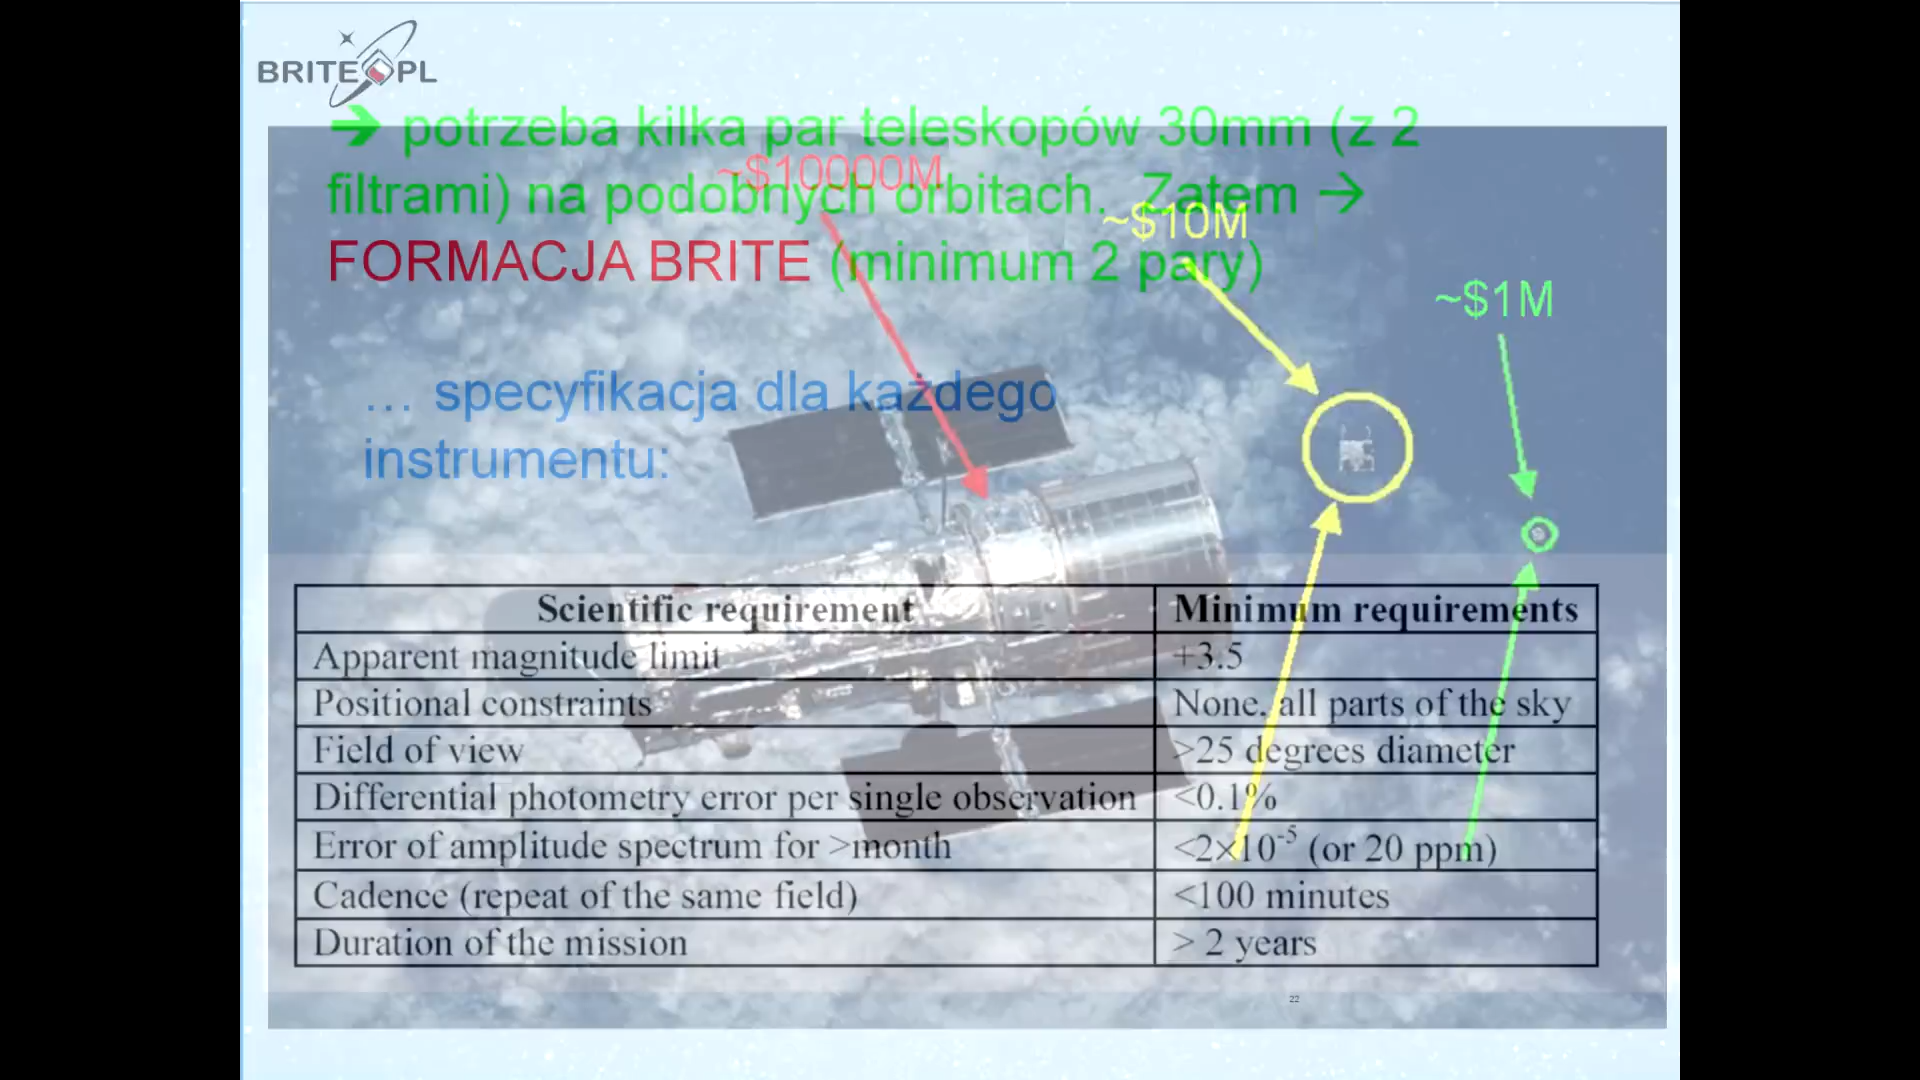 BRITE PL
➔ potrzeba kilka par teleskopów 30mm (z 2
~$10000M
filtrami) na podobnych orbitach. Zatem →
~$10M
FORMACJA BRITE (minimum 2 pary)
~$1M
… specyfikacja dla każdego
instrumentu:
Scientific requirement Minimum requirements
Apparent magnitude limit +3.5
Positional constraints None, all parts of the sky
Field of view >25 degrees diameter
Differential photometry error per single observation <0.1%
Error of amplitude spectrum for >month <2×10⁻⁵ (or 20 ppm)
Cadence (repeat of the same field) <100 minutes
Duration of the mission > 2 years
22